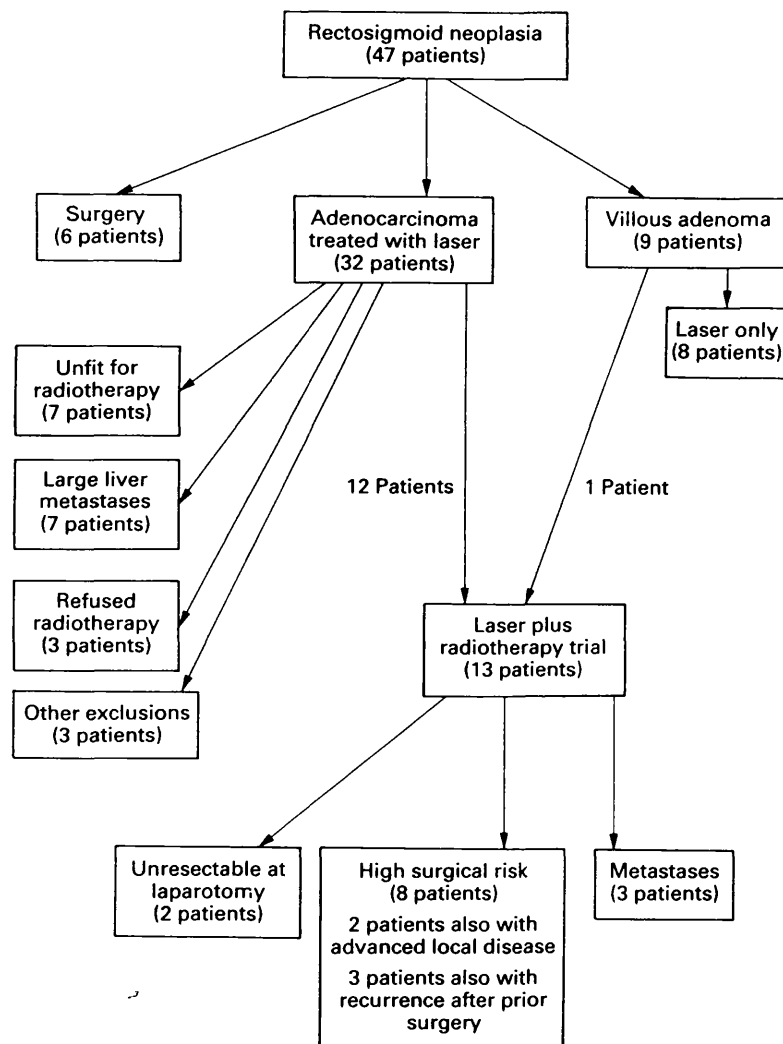 Rectosigmoid neoplasia
(47 patients)
Surgery
(6 patients)
Adenocarcinoma
treated with laser
(32 patients)
Villous adenoma
(9 patients)
Laser only
(8 patients)
Unfit for
radiotherapy
(7 patients)
Large liver
metastases
(7 patients)
12 Patients
1 Patient
Refused
radiotherapy
(3 patients)
Laser plus
radiotherapy trial
(13 patients)
Other exclusions
(3 patients)
Unresectable at
laparotomy
(2 patients)
High surgical risk
(8 patients)
2 patients also with
advanced local disease
3 patients also with
recurrence after prior
surgery
Metastases
(3 patients)